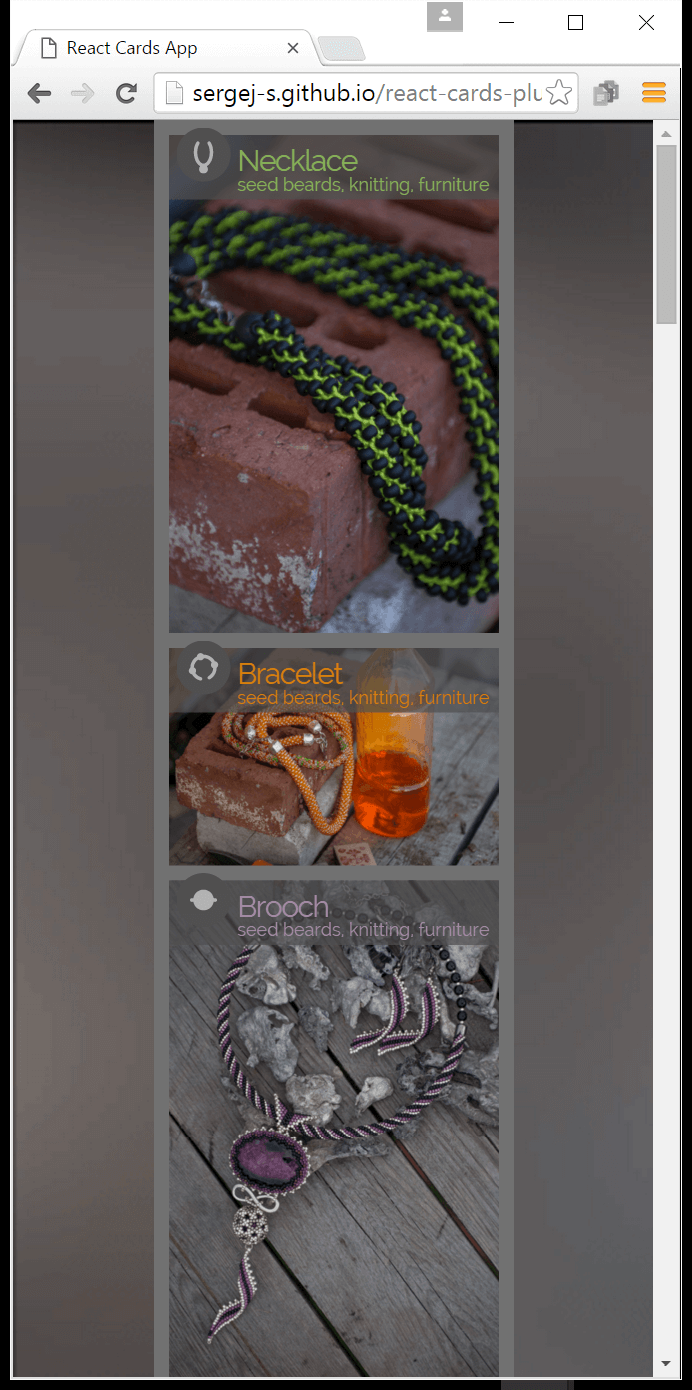 React Cards App
sergej-s.github.io/react-cards-plu
Necklace
seed beards, knitting, furniture
Bracelet
seed beards, knitting, furniture
Brooch
seed beards, knitting, furniture